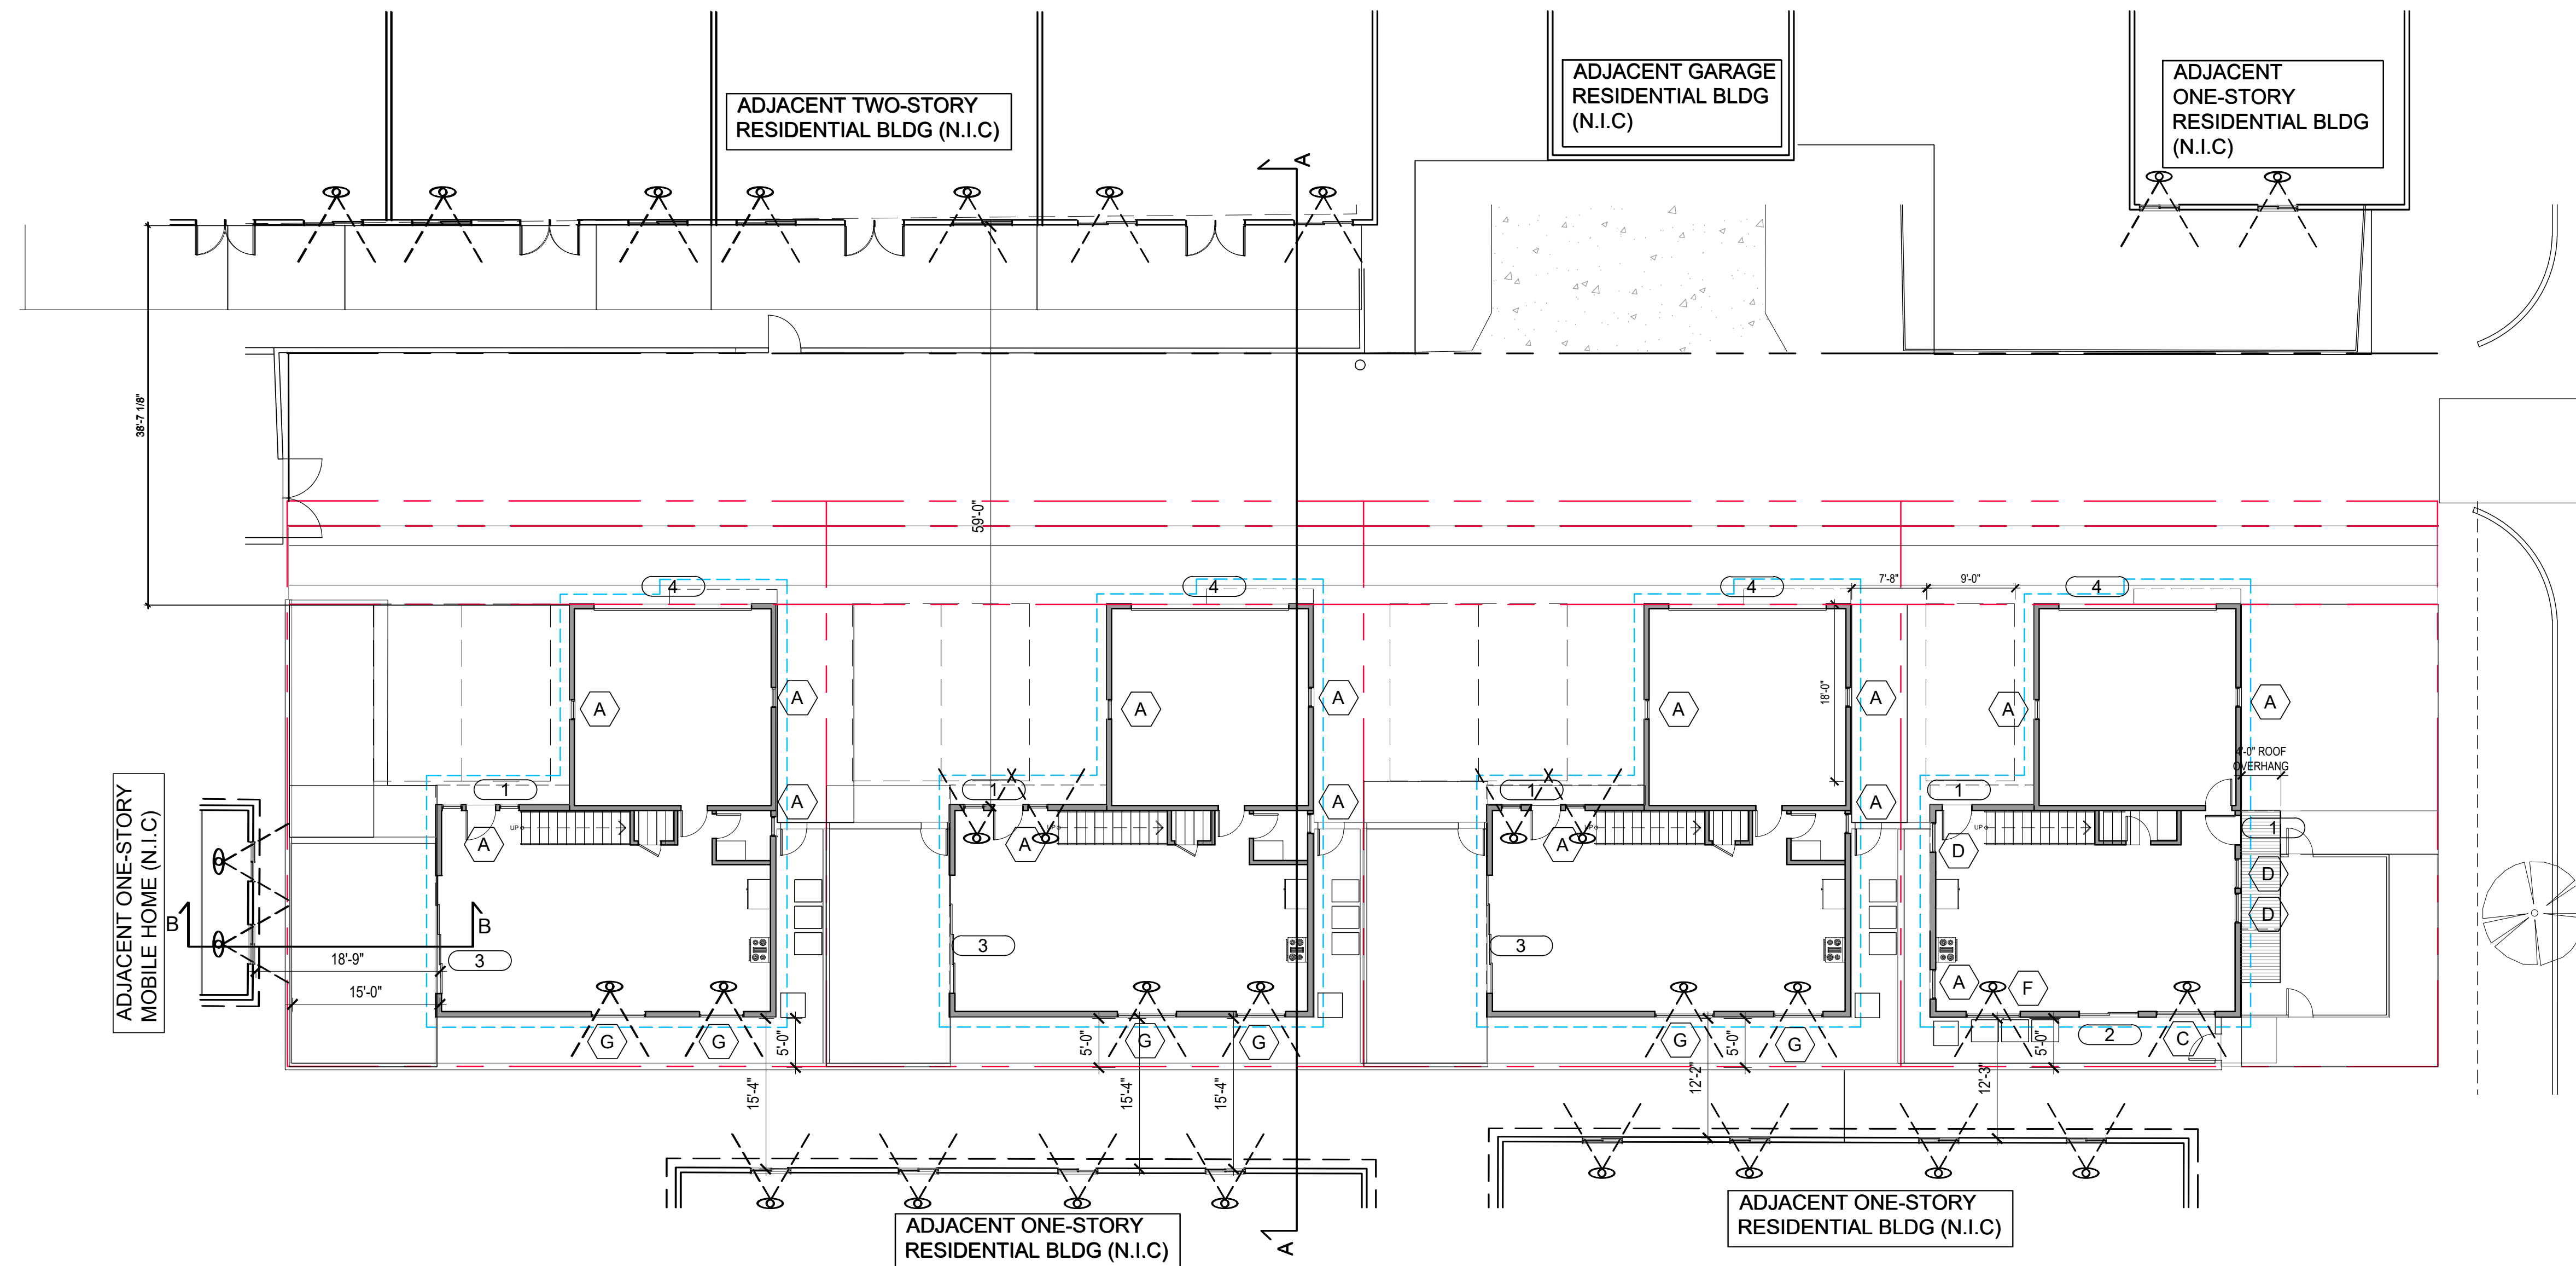 ADJACENT TWO-STORY
RESIDENTIAL BLDG (N.I.C)
ADJACENT GARAGE
RESIDENTIAL BLDG
(N.I.C)
ADJACENT
ONE-STORY
RESIDENTIAL BLDG
(N.I.C)
A
38'-7 1/8"
59'-0"
4
4
4
4
7'-8"
9'-0"
A
A
A
A
A
A
A
A
18'-0"
4'-0" ROOF
OVERHANG
1
1
1
1
A
A
A
1
UP
UP
UP
UP
A
A
A
D
D
D
ADJACENT ONE-STORY
MOBILE HOME (N.I.C)
B
B
18'-9"
15'-0"
3
3
3
A
F
G
G
G
G
G
G
2
C
5'-0"
5'-0"
5'-0"
5'-0"
15'-4"
15'-4"
15'-4"
12'-2"
12'-3"
ADJACENT ONE-STORY
RESIDENTIAL BLDG (N.I.C)
A
ADJACENT ONE-STORY
RESIDENTIAL BLDG (N.I.C)